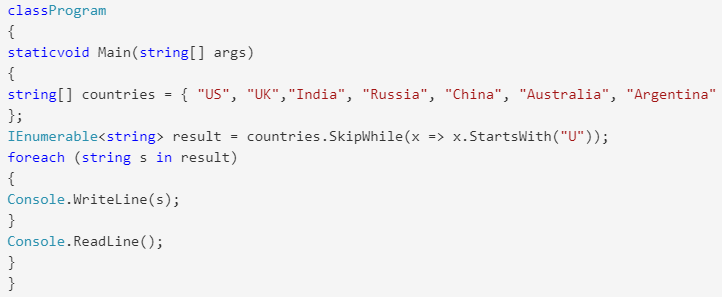 classProgram
{
staticvoid Main(string[] args)
{
string[] countries = { "US", "UK","India", "Russia", "China", "Australia", "Argentina"
};
IEnumerable<string> result = countries.SkipWhile(x => x.StartsWith("U"));
foreach (string s in result)
{
Console.WriteLine(s);
}
Console.ReadLine();
}
}